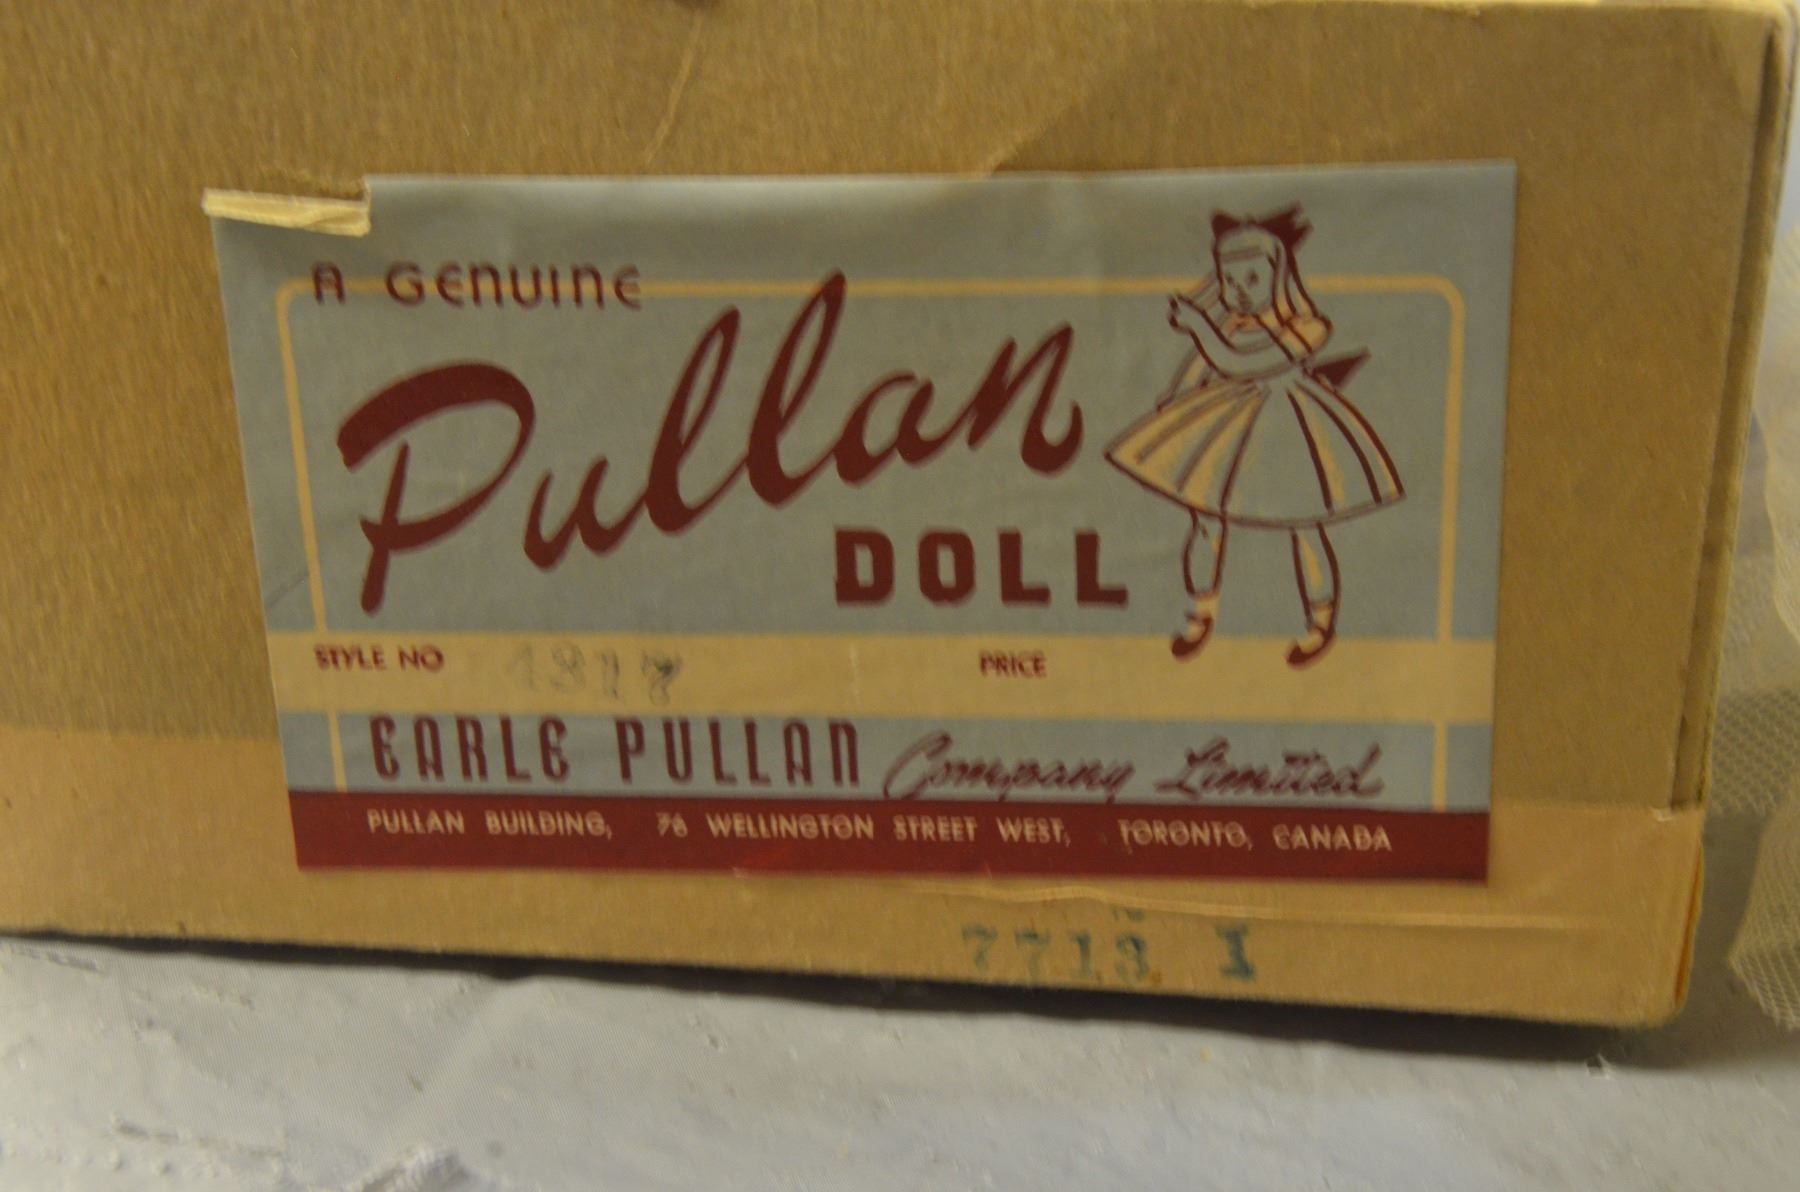 A GENUINE
Pullan
DOLL
STYLE NO 4317 PRICE
EARLE PULLAN Company Limited
PULLAN BUILDING, 76 WELLINGTON STREET WEST, TORONTO, CANADA
7713 I